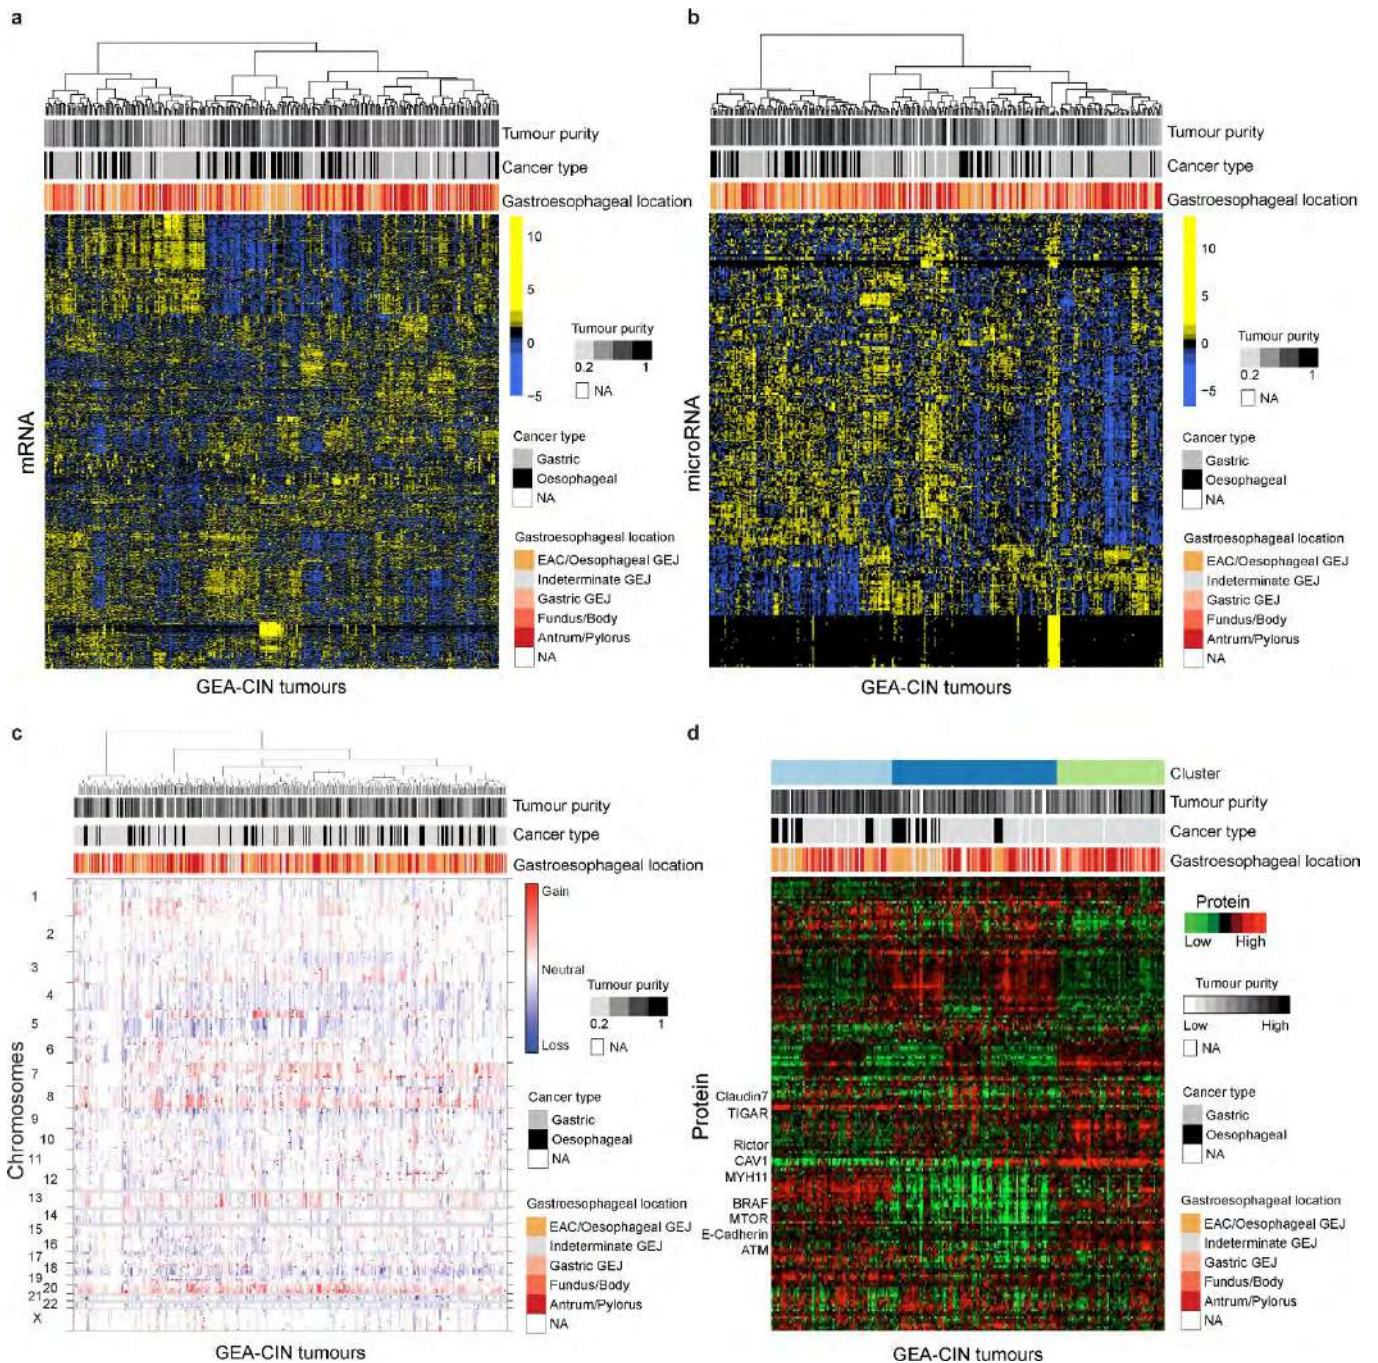 a
Tumour purity
Cancer type
Gastroesophageal location
10
5
0
−5
Tumour purity
0.2 1
NA
Cancer type
Gastric
Oesophageal
NA
Gastroesophageal location
EAC/Oesophageal GEJ
Indeterminate GEJ
Gastric GEJ
Fundus/Body
Antrum/Pylorus
NA
mRNA
GEA-CIN tumours
b
Tumour purity
Cancer type
Gastroesophageal location
10
5
0
−5
Tumour purity
0.2 1
NA
Cancer type
Gastric
Oesophageal
NA
Gastroesophageal location
EAC/Oesophageal GEJ
Indeterminate GEJ
Gastric GEJ
Fundus/Body
Antrum/Pylorus
NA
microRNA
GEA-CIN tumours
c
Tumour purity
Cancer type
Gastroesophageal location
Gain
Neutral
Loss
Tumour purity
0.2 1
NA
Cancer type
Gastric
Oesophageal
NA
Gastroesophageal location
EAC/Oesophageal GEJ
Indeterminate GEJ
Gastric GEJ
Fundus/Body
Antrum/Pylorus
NA
Chromosomes
1
2
3
4
5
6
7
8
9
10
11
12
13
14
15
16
17
18
19
20
21
22
X
GEA-CIN tumours
d
Cluster
Tumour purity
Cancer type
Gastroesophageal location
Protein
Low High
Tumour purity
Low High
NA
Cancer type
Gastric
Oesophageal
NA
Gastroesophageal location
EAC/Oesophageal GEJ
Indeterminate GEJ
Gastric GEJ
Fundus/Body
Antrum/Pylorus
NA
Protein
Claudin7
TIGAR
Rictor
CAV1
MYH11
BRAF
MTOR
E-Cadherin
ATM
GEA-CIN tumours